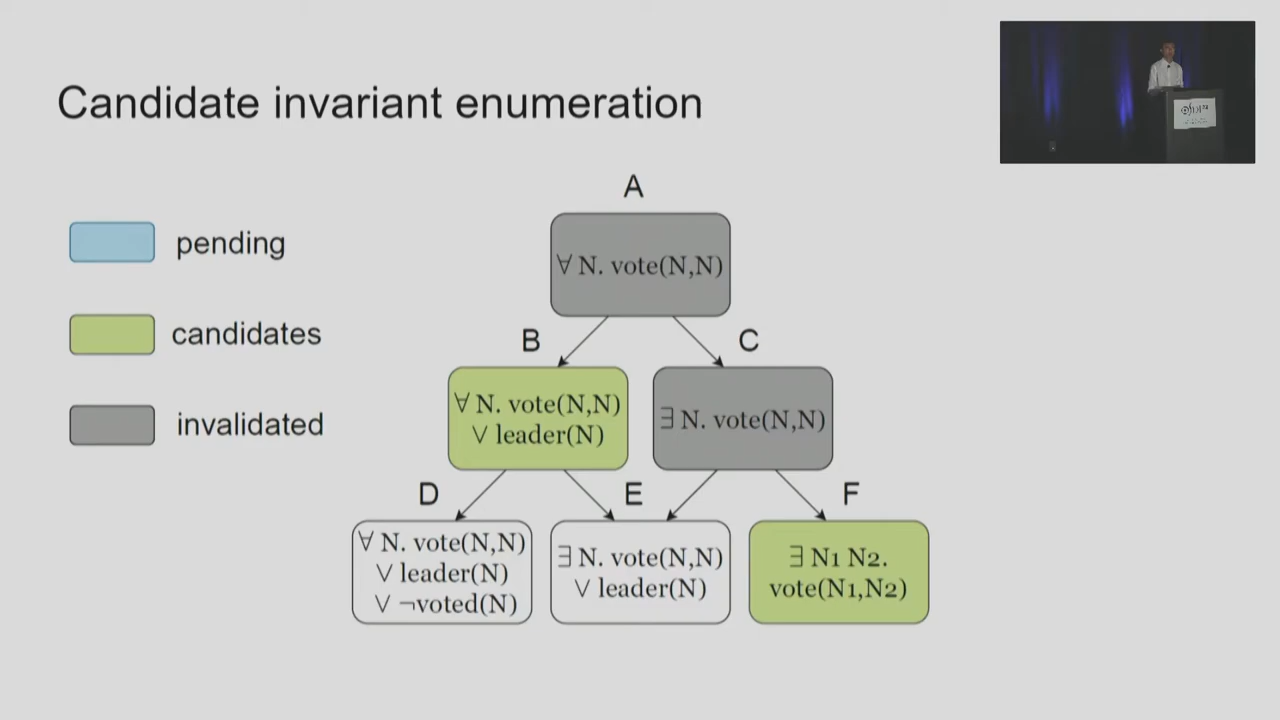 Candidate invariant enumeration
pending
candidates
invalidated
A
∀ N. vote(N,N)
B
∀ N. vote(N,N)
∨ leader(N)
C
∃ N. vote(N,N)
D
∀ N. vote(N,N)
∨ leader(N)
∨ ¬voted(N)
E
∃ N. vote(N,N)
∨ leader(N)
F
∃ N1 N2.
vote(N1,N2)